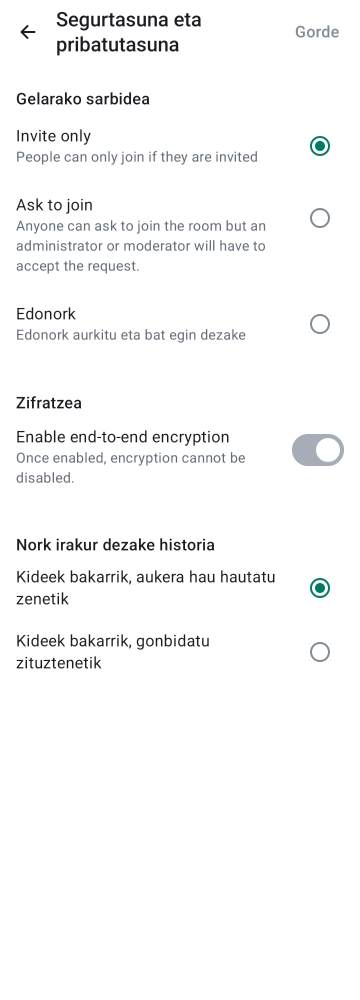 Segurtasuna eta
pribatutasuna
Gorde
Gelarako sarbidea
Invite only
People can only join if they are invited
Ask to join
Anyone can ask to join the room but an
administrator or moderator will have to
accept the request.
Edonork
Edonork aurkitu eta bat egin dezake
Zifratzea
Enable end-to-end encryption
Once enabled, encryption cannot be
disabled.
Nork irakur dezake historia
Kideek bakarrik, aukera hau hautatu
zenetik
Kideek bakarrik, gonbidatu
zituztenetik